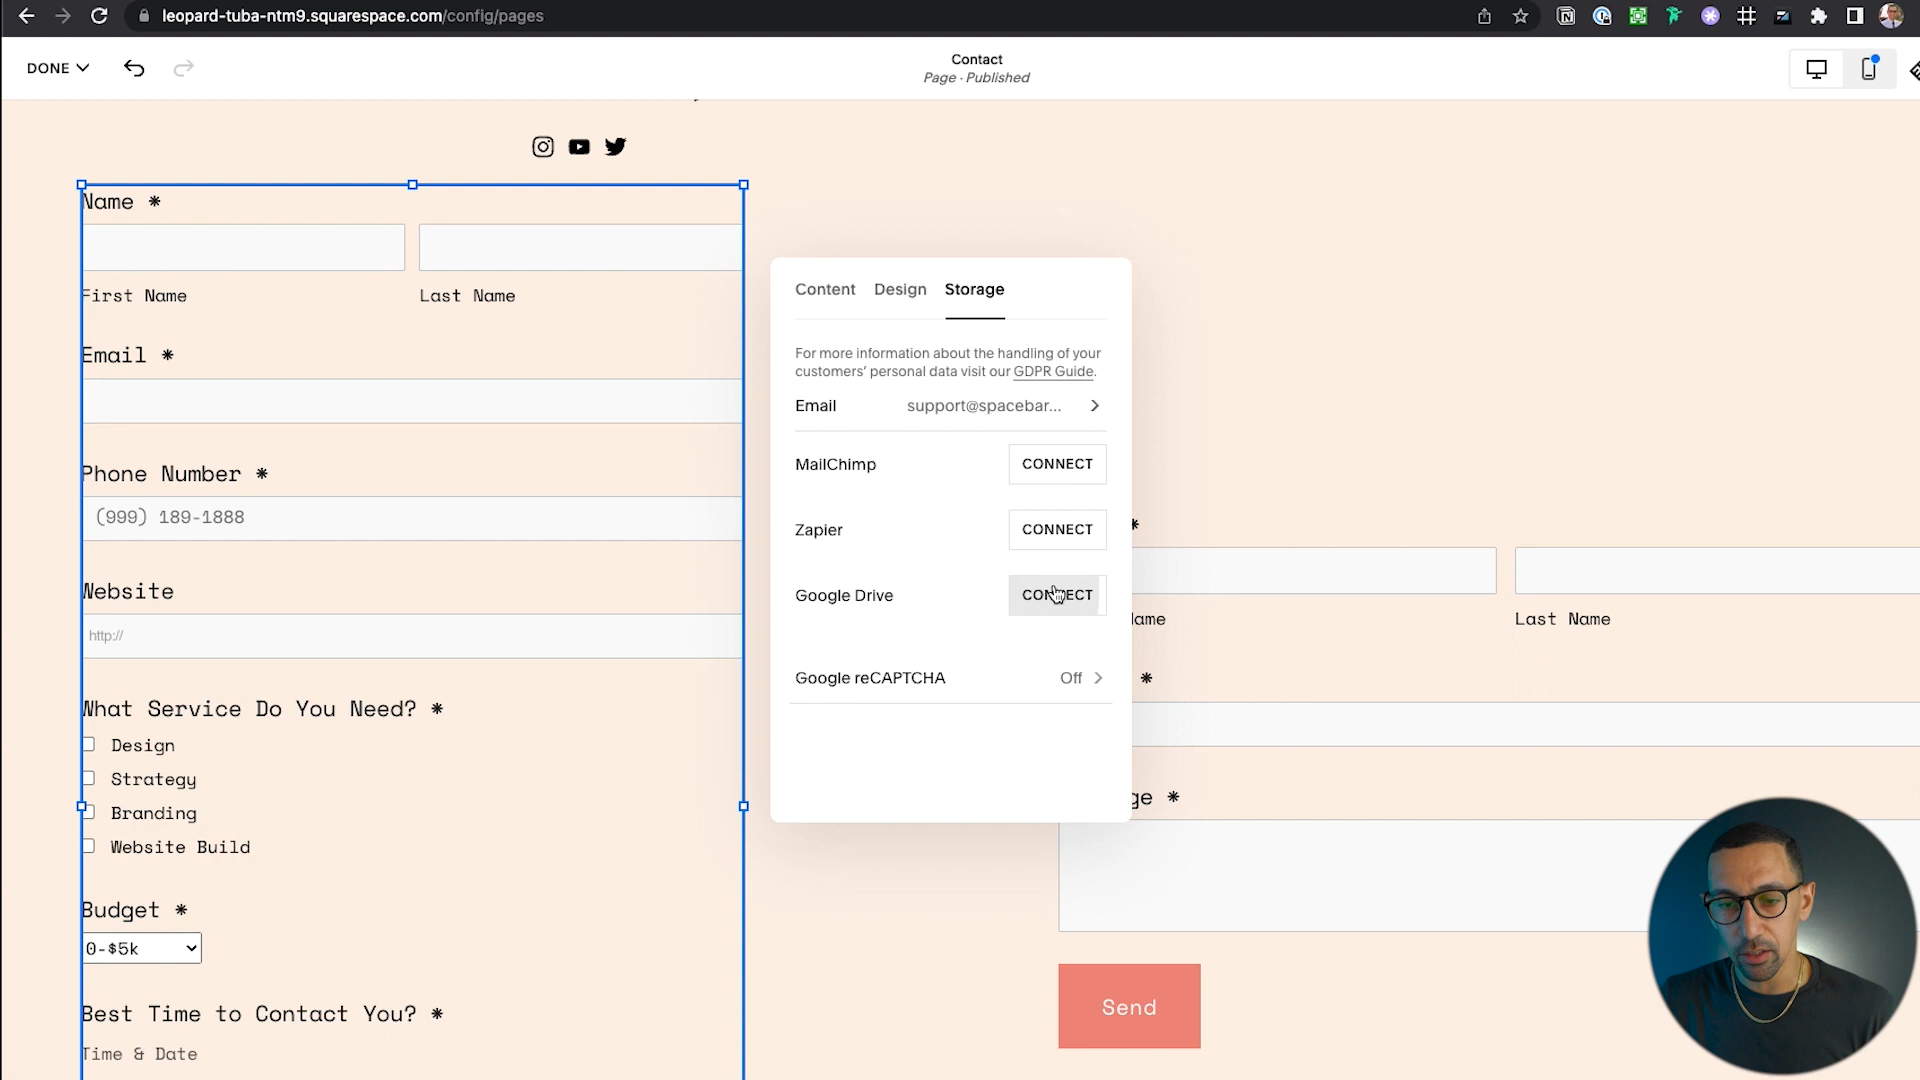 leopard-tuba-ntm9.squarespace.com/config/pages
DONE
Contact
Page · Published
Name *
First Name
Last Name
Email *
Phone Number *
(999) 189-1888
Website
http://
What Service Do You Need? *
Design
Strategy
Branding
Website Build
Budget *
0-$5k
Best Time to Contact You? *
Time & Date
Content Design Storage
For more information about the handling of your
customers' personal data visit our GDPR Guide.
Email support@spacebar...
MailChimp CONNECT
Zapier CONNECT
Google Drive CONNECT
Google reCAPTCHA Off
*
ame
Last Name
*
ge *
Send